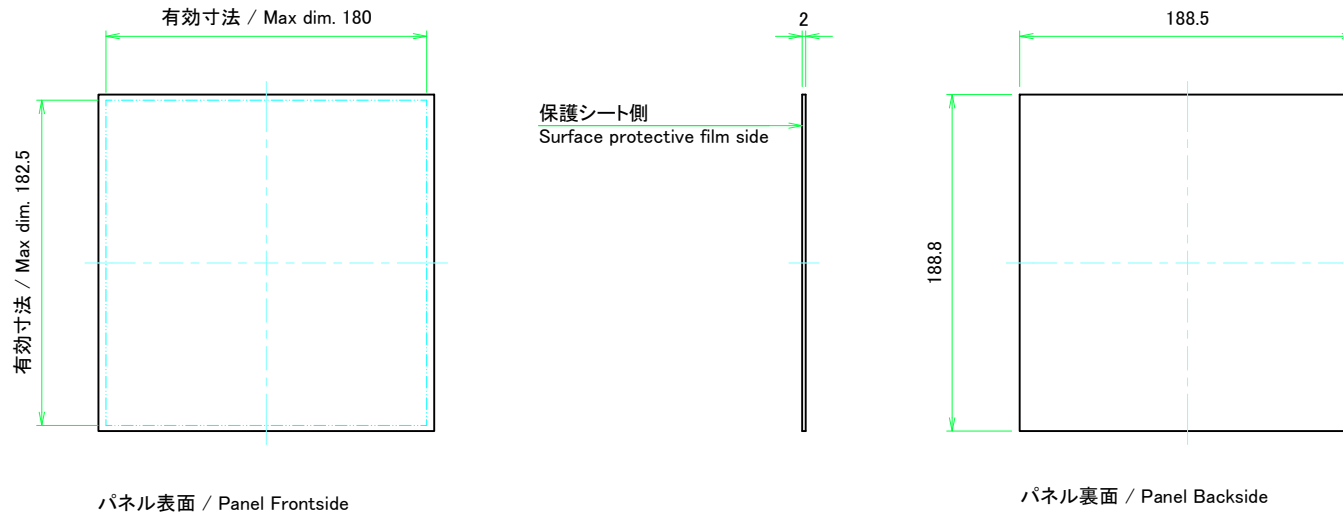 有効寸法 / Max dim. 180
2
188.5
保護シート側
Surface protective film side
有効寸法 / Max dim. 182.5
188.8
パネル表面 / Panel Frontside
パネル裏面 / Panel Backside